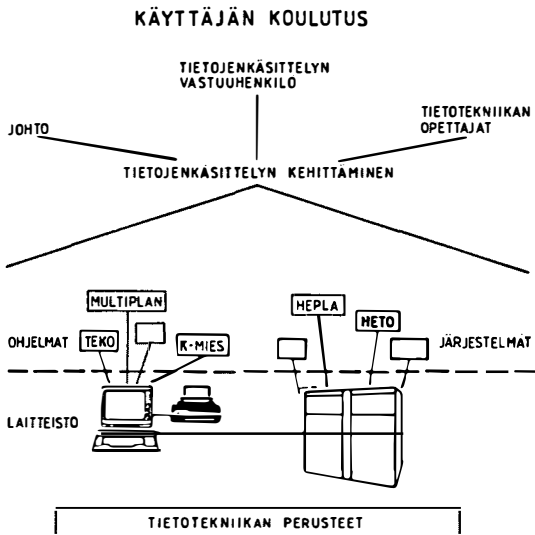 KÄYTTÄJÄN KOULUTUS
TIETOJENKÄSITTELYN
VASTUUHENKILÖ
JOHTO
TIETOTEKNIIKAN
OPETTAJAT
TIETOJENKÄSITTELYN KEHITTÄMINEN
MULTIPLAN
HEPLA
HETO
OHJELMAT
TEKO
K-MIES
JÄRJESTELMÄT
LAITTEISTO
TIETOTEKNIIKAN PERUSTEET